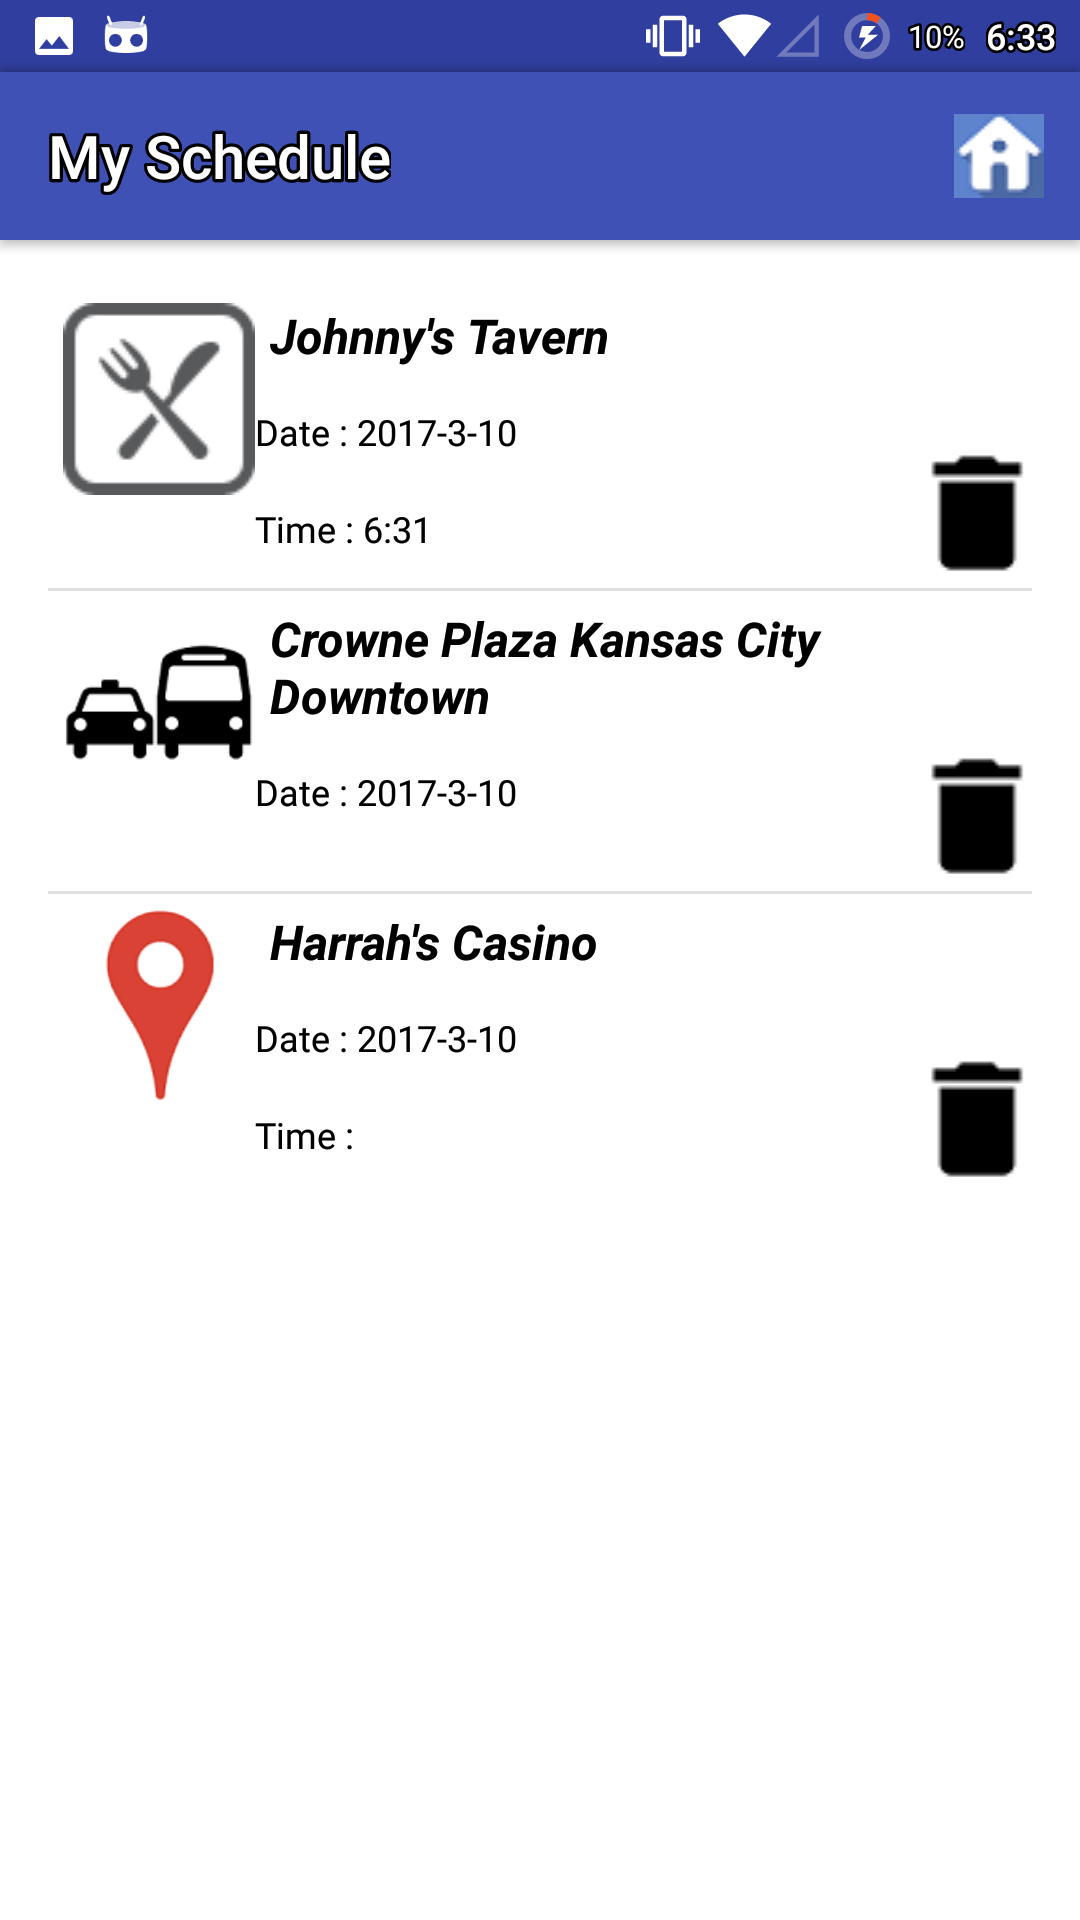 10% 6:33
My Schedule
Johnny's Tavern
Date : 2017-3-10
Time : 6:31
Crowne Plaza Kansas City
Downtown
Date : 2017-3-10
Harrah's Casino
Date : 2017-3-10
Time :